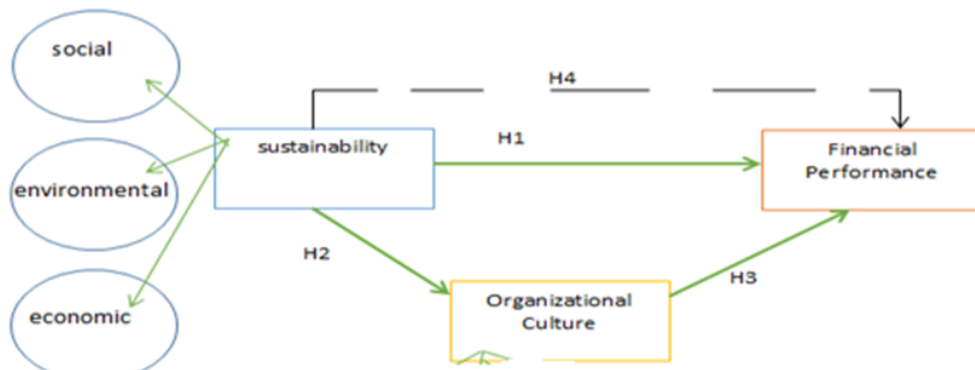 social
H4
sustainability
H1
Financial
Performance
environmental
H2
H3
Organizational
Culture
economic